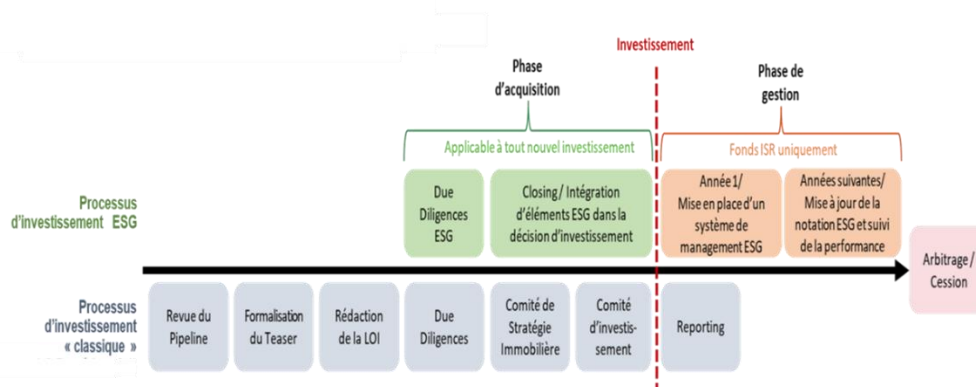 Investissement
Phase
d'acquisition
Phase de
gestion
Applicable à tout nouvel investissement
Fonds ISR uniquement
Processus
d'investissement ESG
Due
Diligences
ESG
Closing / Intégration
d'éléments ESG dans la
décision d'investissement
Année 1/
Mise en place d'un
système de
management ESG
Années suivantes/
Mise à jour de la
notation ESG et suivi
de la performance
Arbitrage /
Cession
Processus
d'investissement
« classique »
Revue du
Pipeline
Formalisation
du Teaser
Rédaction
de la LOI
Due
Diligences
Comité de
Stratégie
Immobilière
Comité
d'investis-
sement
Reporting